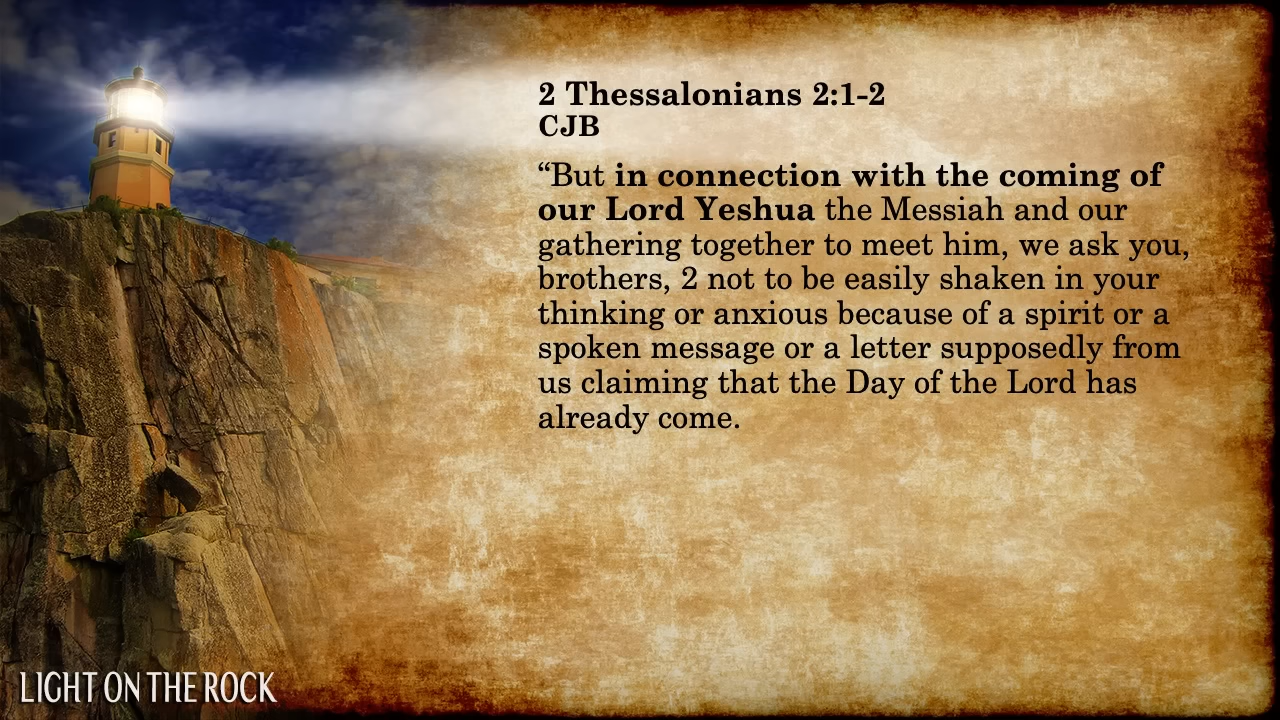 2 Thessalonians 2:1-2
CJB
“But in connection with the coming of
our Lord Yeshua the Messiah and our
gathering together to meet him, we ask you,
brothers, 2 not to be easily shaken in your
thinking or anxious because of a spirit or a
spoken message or a letter supposedly from
us claiming that the Day of the Lord has
already come.
LIGHT ON THE ROCK